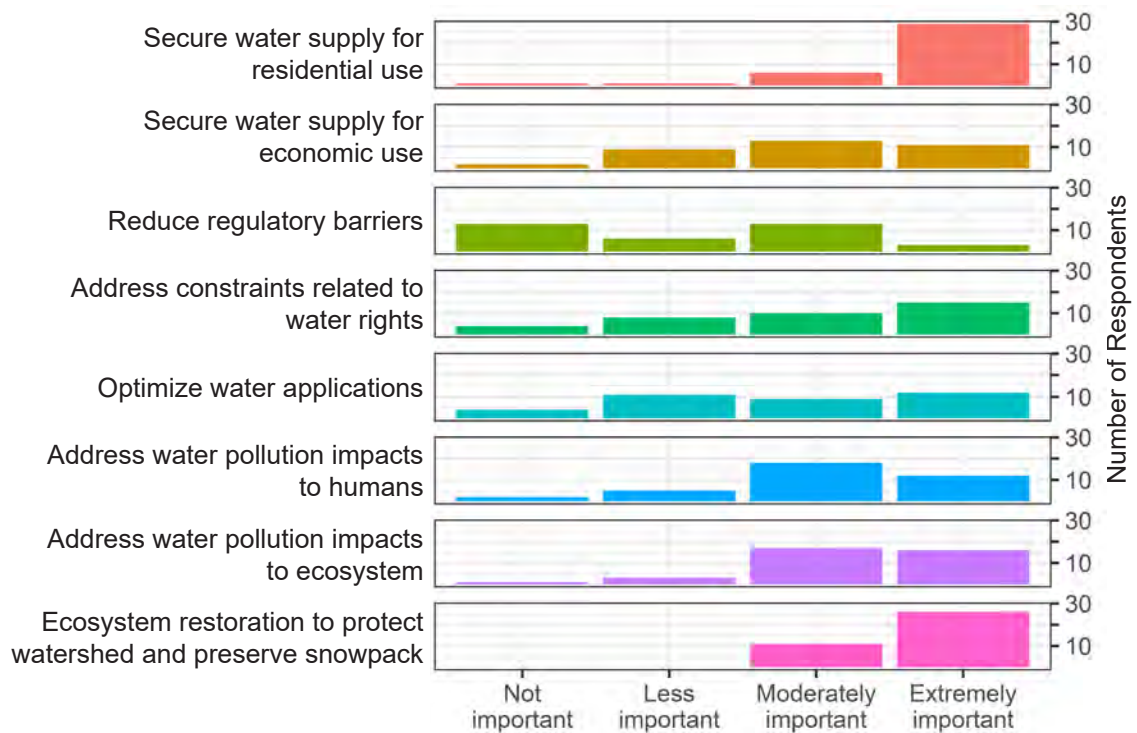 Secure water supply for
residential use
30
10
Secure water supply for
economic use
30
10
Reduce regulatory barriers
30
10
Address constraints related to
water rights
30
10
Optimize water applications
30
10
Address water pollution impacts
to humans
30
10
Address water pollution impacts
to ecosystem
30
10
Ecosystem restoration to protect
watershed and preserve snowpack
30
10
Number of Respondents
Not
important
Less
important
Moderately
important
Extremely
important